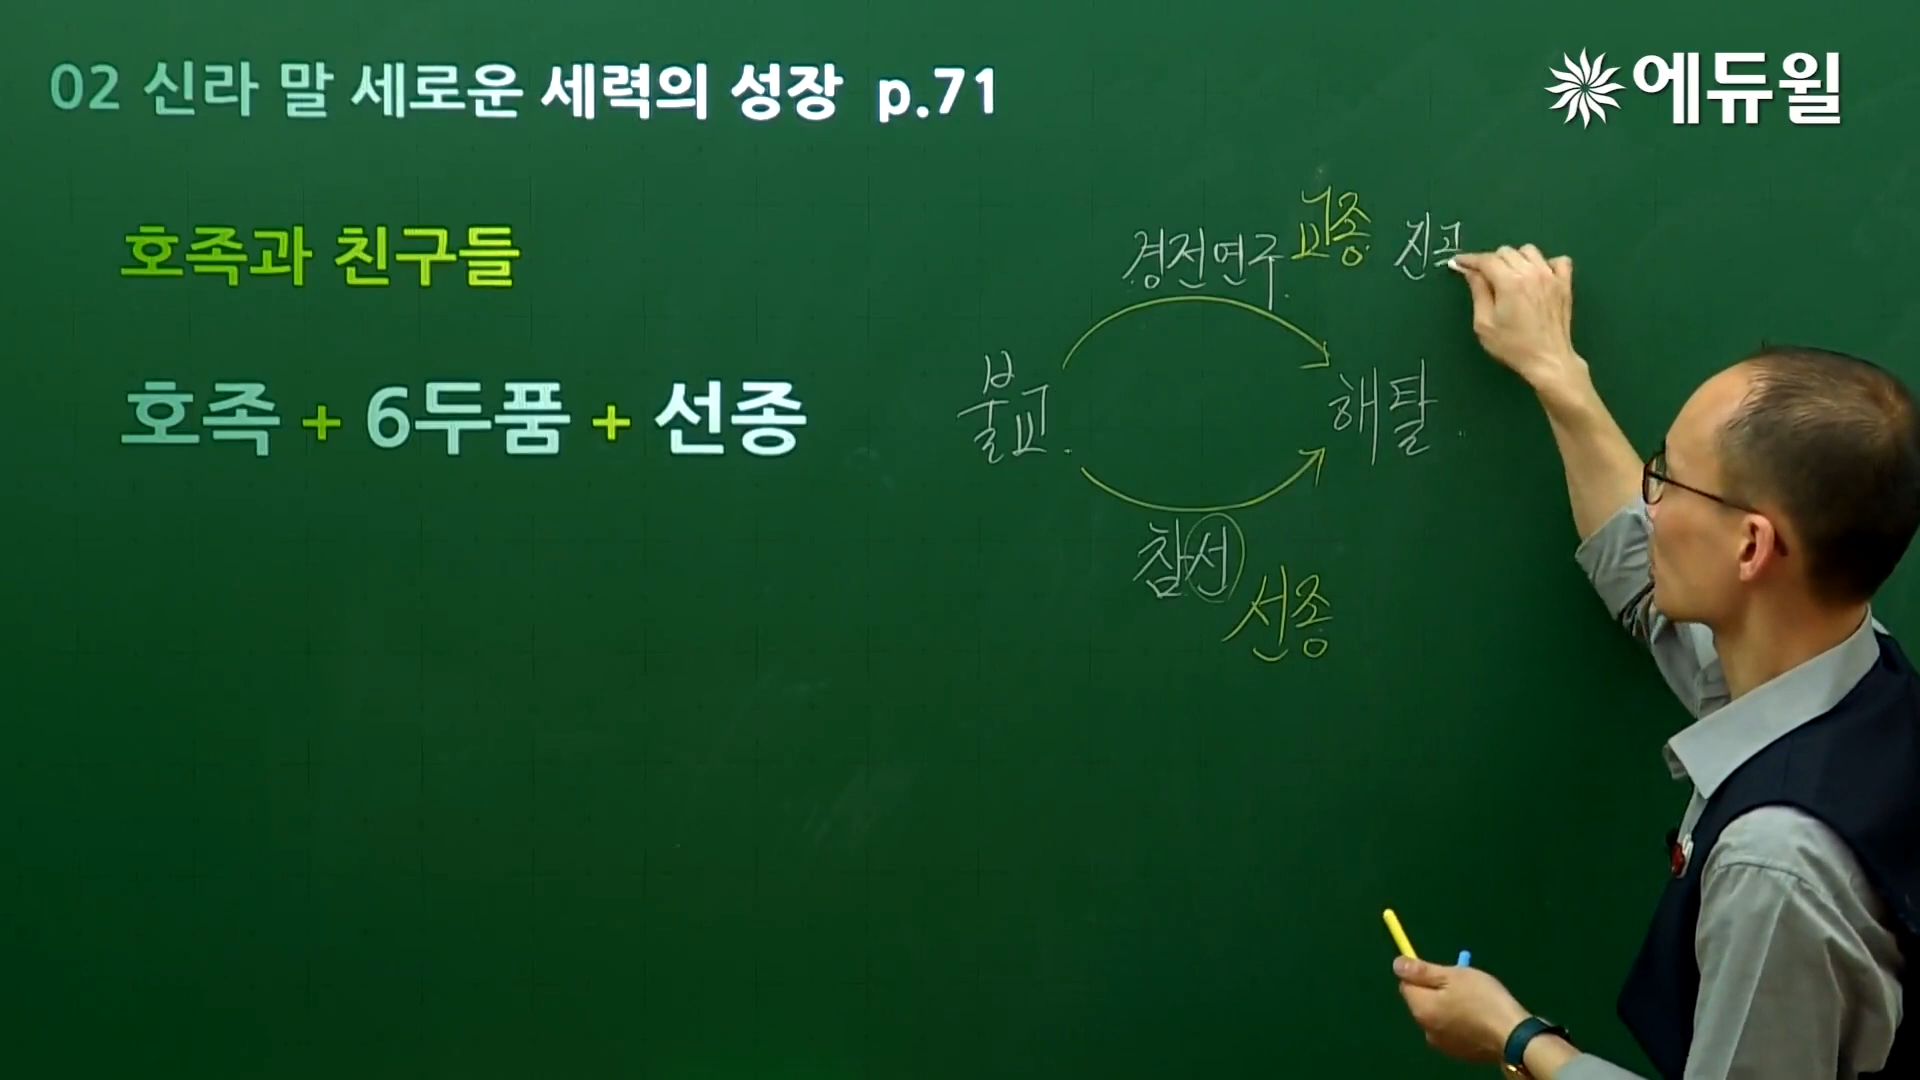 02 신라 말 세로운 세력의 성장 p.71
에듀윌
호족과 친구들
호족 + 6두품 + 선종
경전연구 교종 진골
불교. 해탈.
참선
선종